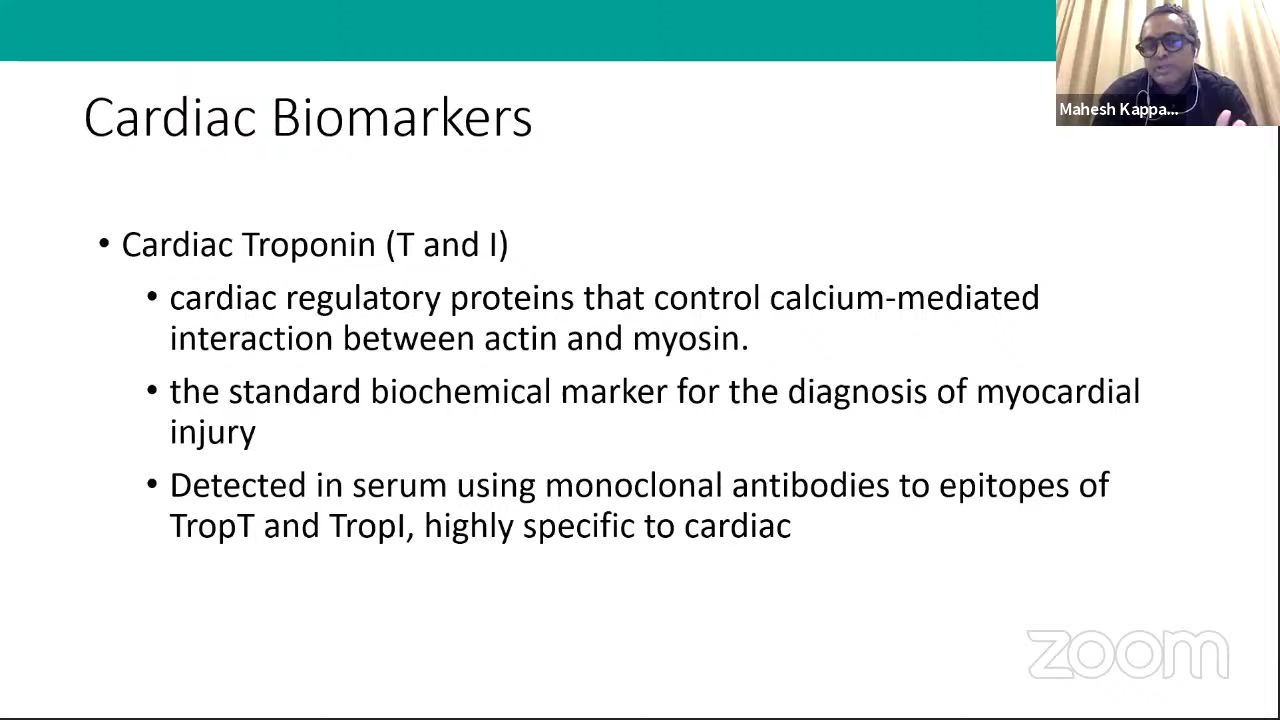 Mahesh Kappa...
Cardiac Biomarkers
• Cardiac Troponin (T and I)
• cardiac regulatory proteins that control calcium-mediated
interaction between actin and myosin.
• the standard biochemical marker for the diagnosis of myocardial
injury
• Detected in serum using monoclonal antibodies to epitopes of
TropT and TropI, highly specific to cardiac
zoom